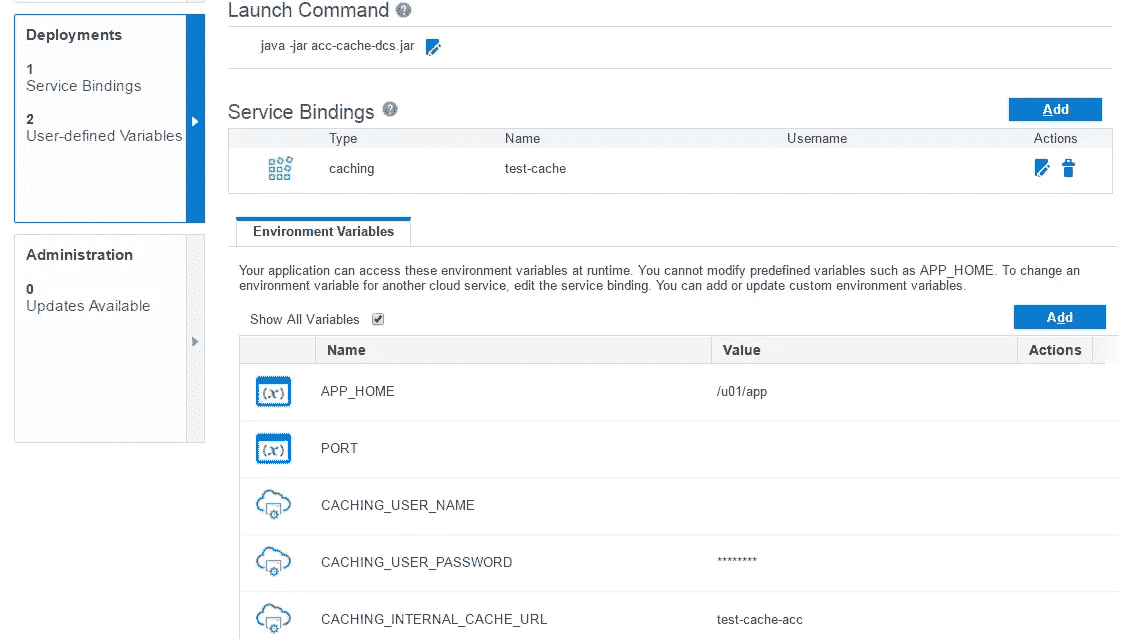 Launch Command ?
java -jar acc-cache-dcs.jar
Deployments
1
Service Bindings
2
User-defined Variables
Administration
0
Updates Available
Service Bindings ?
Add
Type Name Username Actions
caching test-cache
Environment Variables
Your application can access these environment variables at runtime. You cannot modify predefined variables such as APP_HOME. To change an
environment variable for another cloud service, edit the service binding. You can add or update custom environment variables.
Show All Variables
Add
Name Value Actions
(x) APP_HOME /u01/app
(x) PORT
CACHING_USER_NAME
CACHING_USER_PASSWORD ********
CACHING_INTERNAL_CACHE_URL test-cache-acc